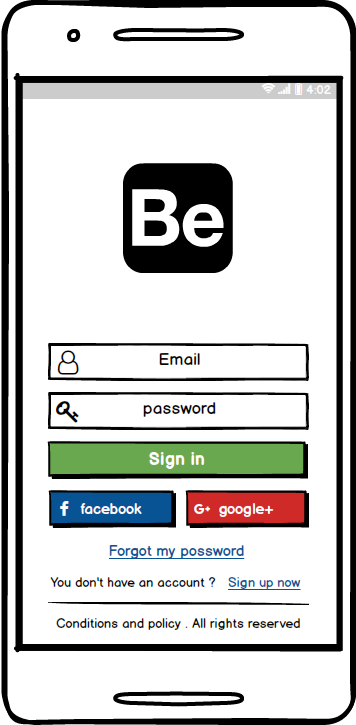 4:02
Be
Email
password
Sign in
facebook
G+ google+
Forgot my possword
You don't have an account ? Sign up now
Conditions and policy . All rights reserved